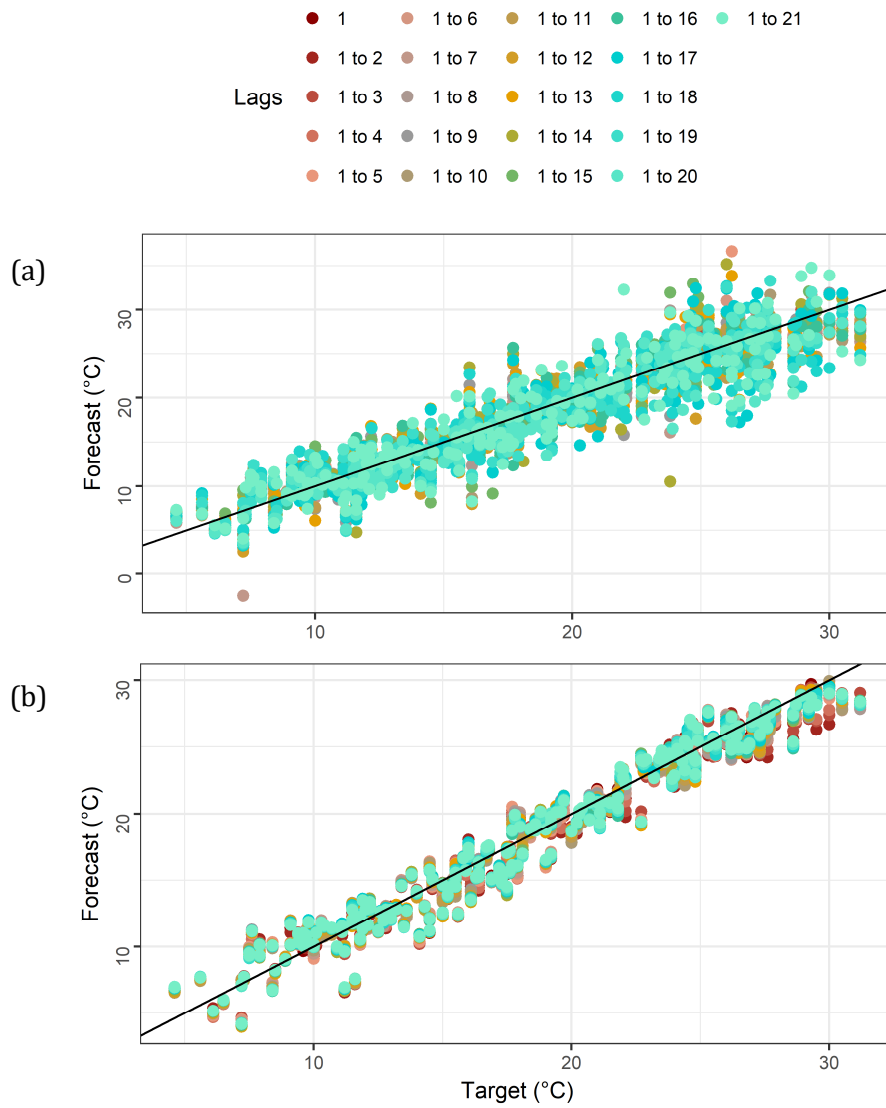 1 1 to 6 1 to 11 1 to 16 1 to 21
1 to 2 1 to 7 1 to 12 1 to 17
Lags 1 to 3 1 to 8 1 to 13 1 to 18
1 to 4 1 to 9 1 to 14 1 to 19
1 to 5 1 to 10 1 to 15 1 to 20
(a)
Forecast (°C)
30
20
10
0
10 20 30
(b)
Forecast (°C)
30
20
10
10 20 30
Target (°C)